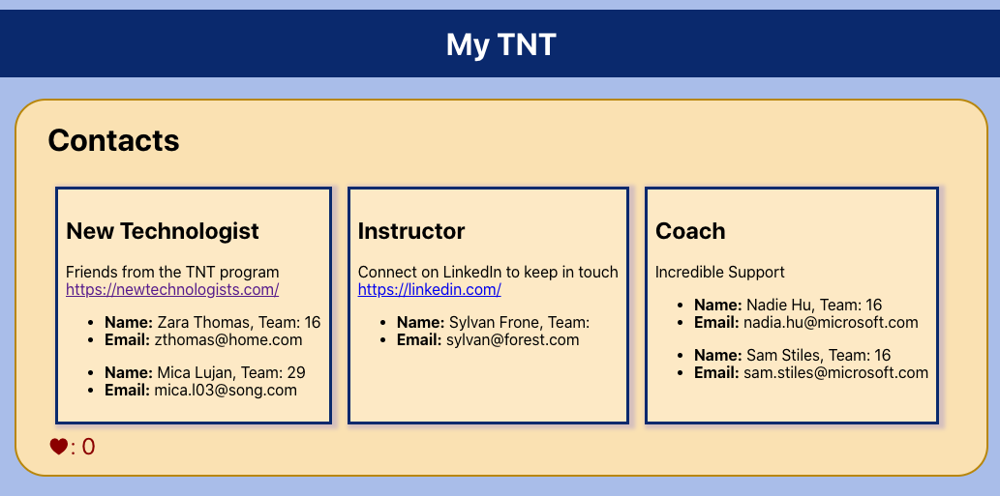 My TNT
Contacts
New Technologist
Friends from the TNT program
https://newtechnologists.com/
• Name: Zara Thomas, Team: 16
• Email: zthomas@home.com
• Name: Mica Lujan, Team: 29
• Email: mica.l03@song.com
Instructor
Connect on LinkedIn to keep in touch
https://linkedin.com/
• Name: Sylvan Frone, Team:
• Email: sylvan@forest.com
Coach
Incredible Support
• Name: Nadie Hu, Team: 16
• Email: nadia.hu@microsoft.com
• Name: Sam Stiles, Team: 16
• Email: sam.stiles@microsoft.com
♥: 0